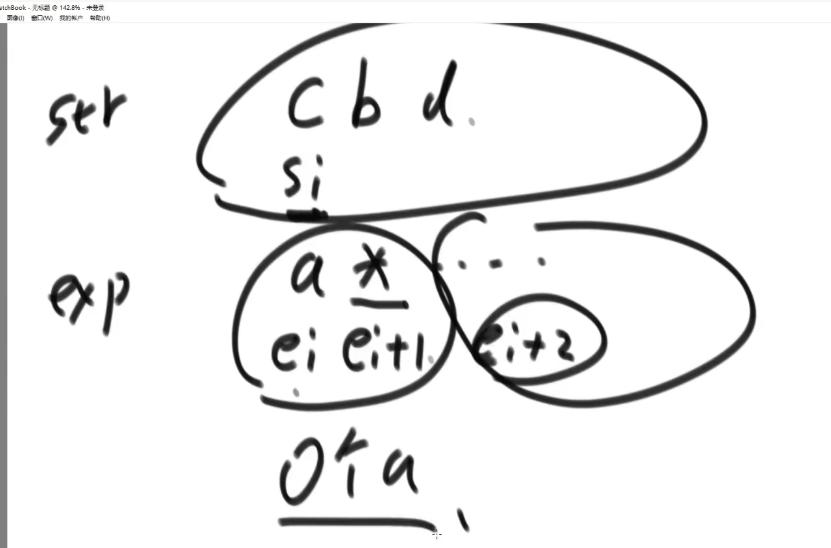 atchBook - 无标题 @ 142.8% - 未登录
图像(I) 窗口(W) 我的帐户 帮助(H)
str c b d
si
exp a * ...
ei ei+1 ei+2
0个a